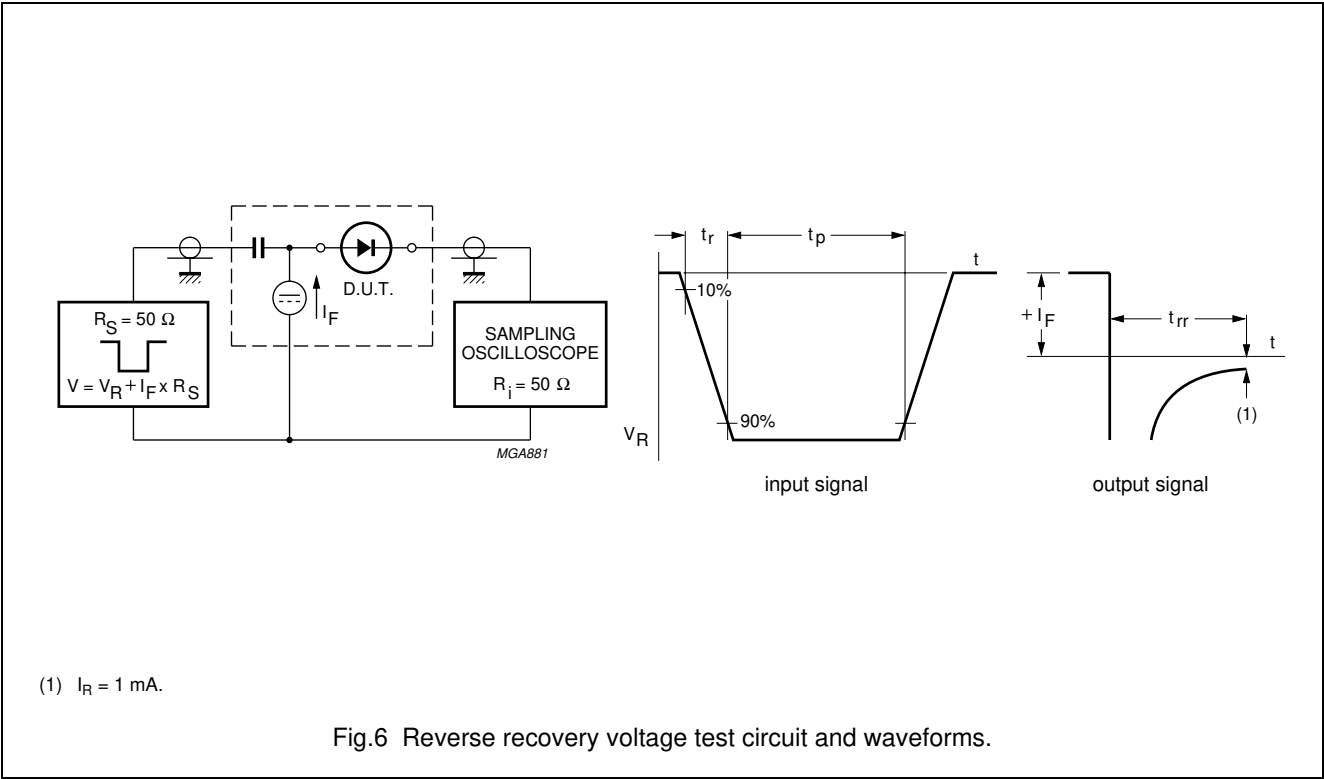 R_S = 50 Ω
V = V_R + I_F x R_S
I_F
D.U.T.
SAMPLING
OSCILLOSCOPE
R_i = 50 Ω
MGA881
t_r
t_p
t
10%
90%
V_R
input signal
+ I_F
t_rr
t
(1)
output signal
(1) I_R = 1 mA.
Fig.6 Reverse recovery voltage test circuit and waveforms.